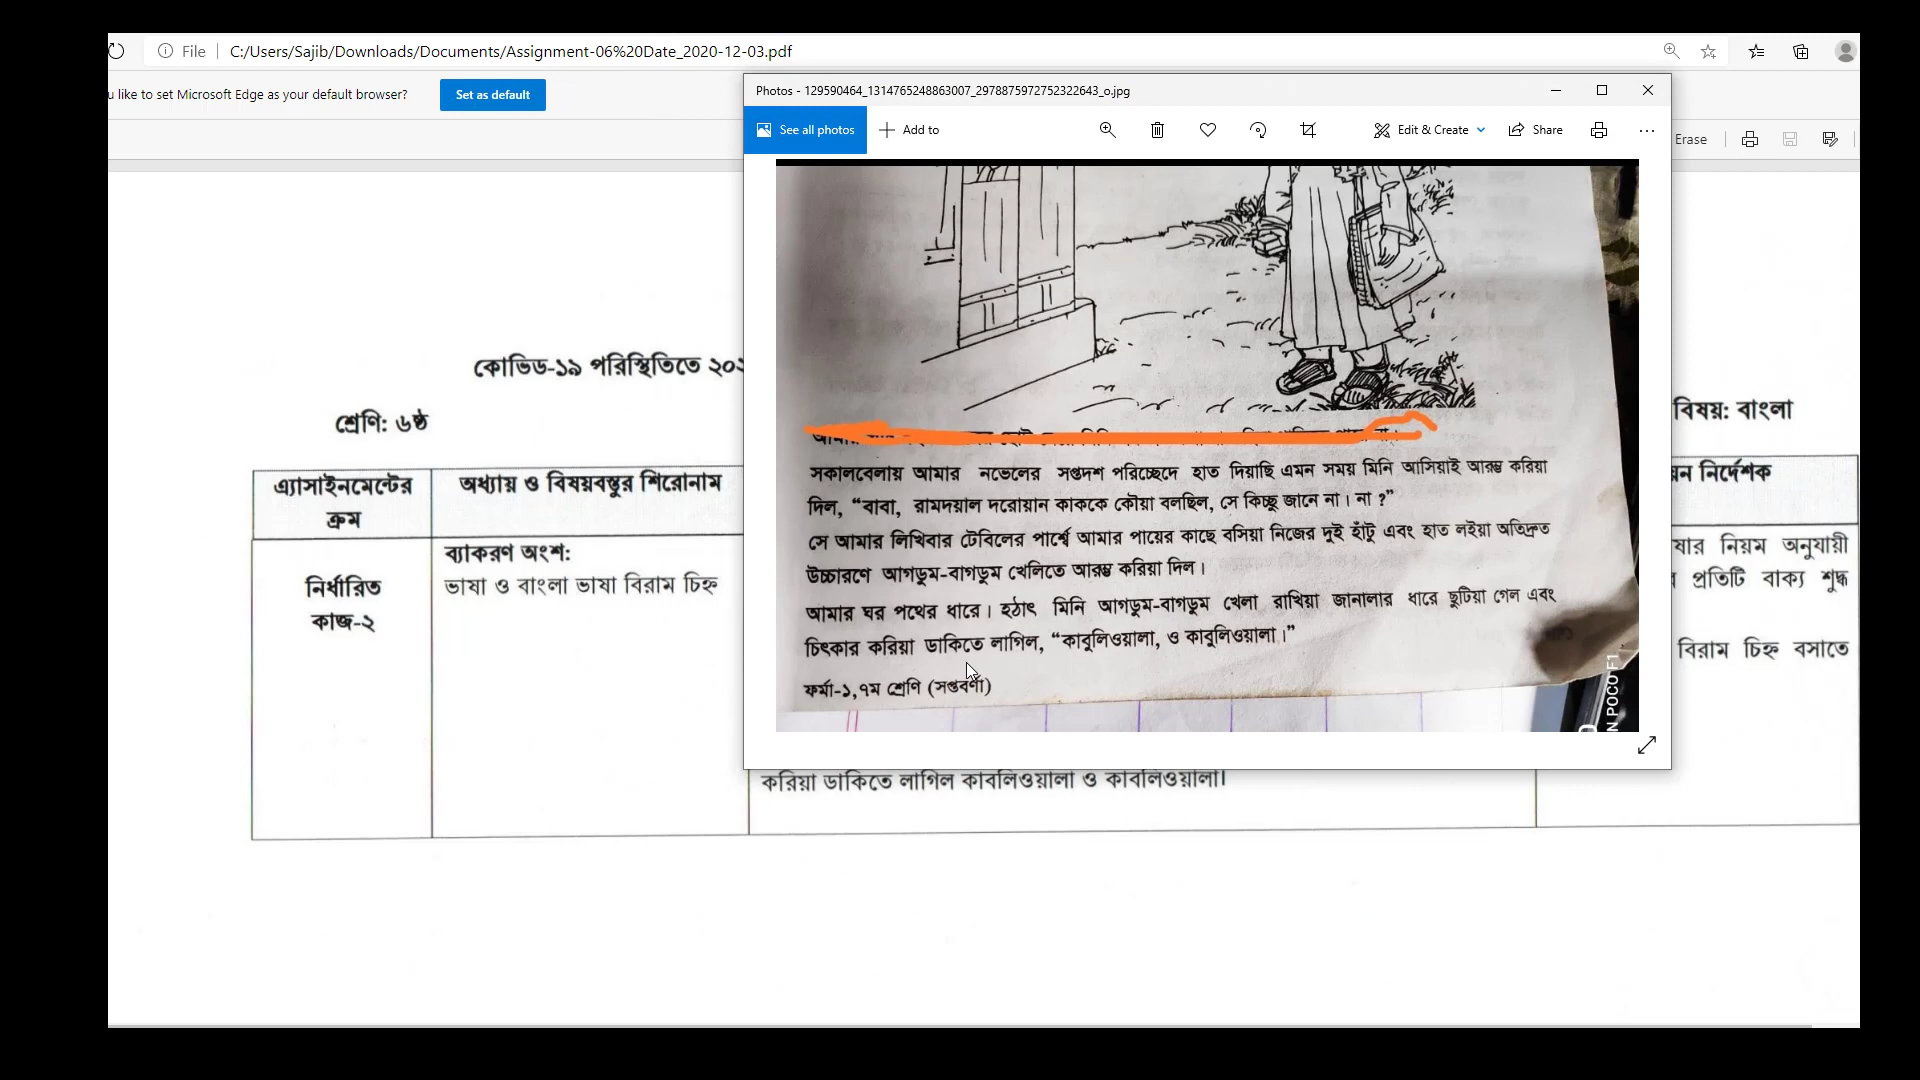 File
C:/Users/Sajib/Downloads/Documents/Assignment-06%20Date_2020-12-03.pdf
u like to set Microsoft Edge as your default browser?
Set as default
Erase
Photos - 129590464_1314765248863007_2978875972752322643_o.jpg
See all photos
Add to
Edit & Create
Share
কোভিড-১৯ পরিস্থিতিতে
শ্রেণি: ৬ষ্ঠ
বিষয়: বাংলা
এ্যাসাইনমেন্টের
ক্রম
অধ্যায় ও বিষয়বস্তুর শিরোনাম
নির্দেশক
নির্ধারিত
কাজ-২
ব্যাকরণ অংশ:
ভাষা ও বাংলা ভাষা বিরাম চিহ্ন
সকালবেলায় আমার নভেলের সপ্তদশ পরিচ্ছেদে হাত দিয়াছি এমন সময় মিনি আসিয়াই আরম্ভ করিয়া
দিল, “বাবা, রামদয়াল দরোয়ান কাককে কৌয়া বলছিল, সে কিচ্ছু জানে না। না ?”
সে আমার লিখিবার টেবিলের পার্শ্বে আমার পায়ের কাছে বসিয়া নিজের দুই হাঁটু এবং হাত লইয়া অতিদ্রুত
উচ্চারণে আগডুম-বাগডুম খেলিতে আরম্ভ করিয়া দিল।
আমার ঘর পথের ধারে। হঠাৎ মিনি আগডুম-বাগডুম খেলা রাখিয়া জানালার ধারে ছুটিয়া গেল এবং
চিৎকার করিয়া ডাকিতে লাগিল, “কাবুলিওয়ালা, ও কাবুলিওয়ালা।”
ফর্মা-১, ৭ম শ্রেণি (সপ্তবর্ণা)
নিয়ম অনুযায়ী
প্রতিটি বাক্য শুদ্ধ
বিরাম চিহ্ন বসাতে
করিয়া ডাকিতে লাগিল কাবলিওয়ালা ও কাবলিওয়ালা।
N POCO F1